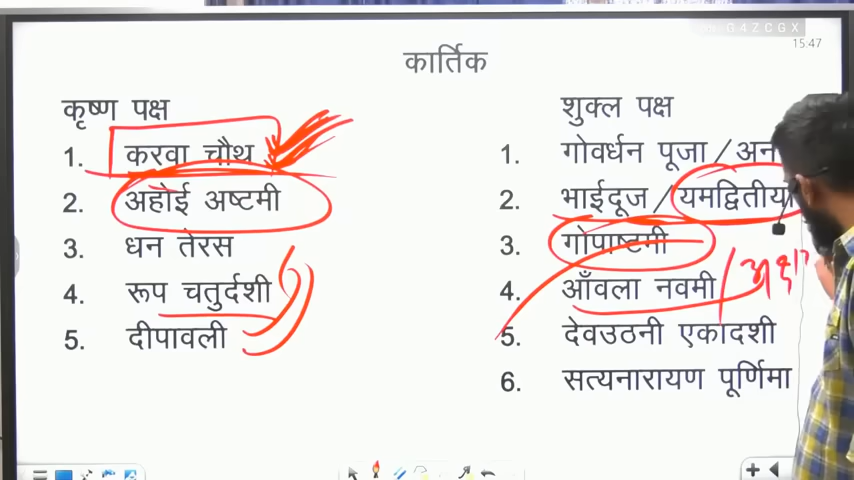 G4ZCGX
15:47
कार्तिक
कृष्ण पक्ष
1. करवा चौथ
2. अहोई अष्टमी
3. धन तेरस
4. रूप चतुर्दशी
5. दीपावली
शुक्ल पक्ष
1. गोवर्धन पूजा/अन
2. भाईदूज/यमद्वितीया
3. गोपाष्टमी
4. आँवला नवमी
5. देवउठनी एकादशी
6. सत्यनारायण पूर्णिमा